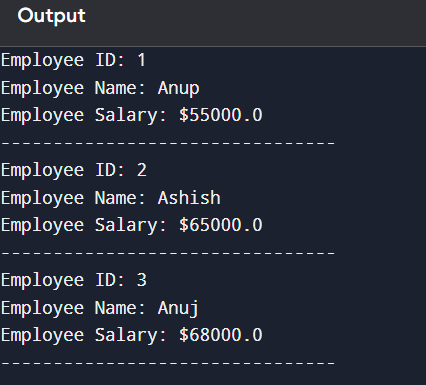 Output
Employee ID: 1
Employee Name: Anup
Employee Salary: $55000.0
--------------------------------
Employee ID: 2
Employee Name: Ashish
Employee Salary: $65000.0
--------------------------------
Employee ID: 3
Employee Name: Anuj
Employee Salary: $68000.0
--------------------------------